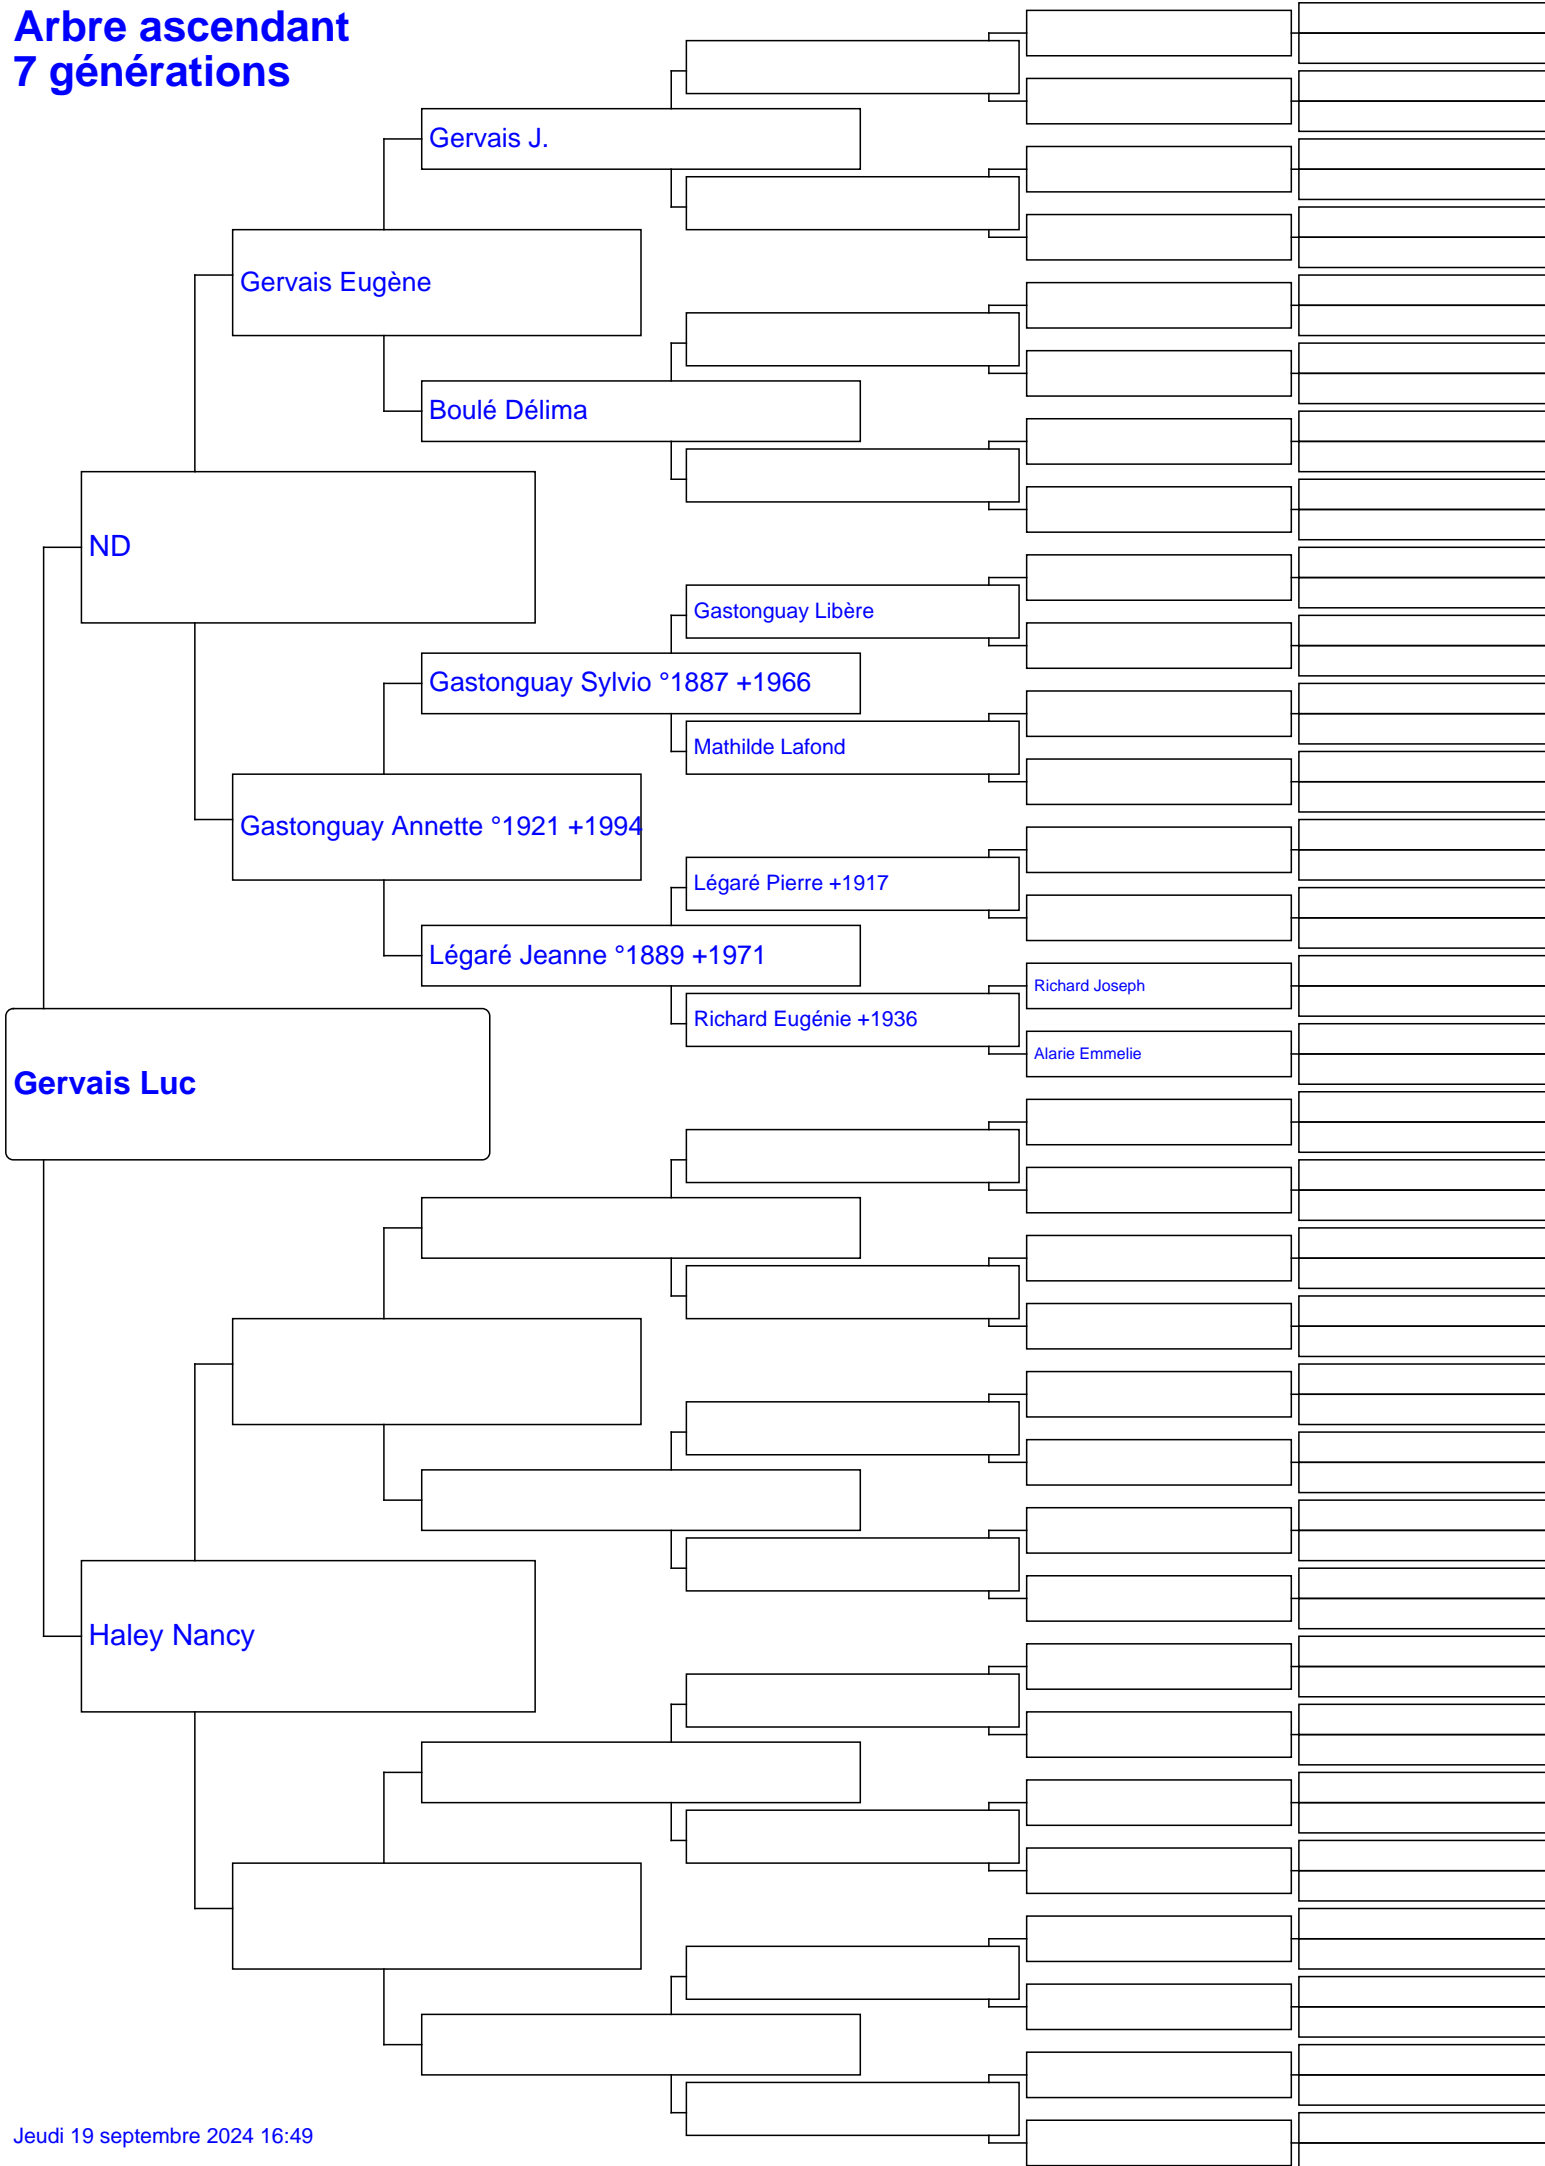 Arbre ascendant
7 générations
Gervais J.
Gervais Eugène
Boulé Délima
ND
Gastonguay Libère
Gastonguay Sylvio °1887 +1966
Mathilde Lafond
Gastonguay Annette °1921 +1994
Légaré Pierre +1917
Légaré Jeanne °1889 +1971
Richard Joseph
Richard Eugénie +1936
Alarie Emmelie
Gervais Luc
Haley Nancy
Jeudi 19 septembre 2024 16:49